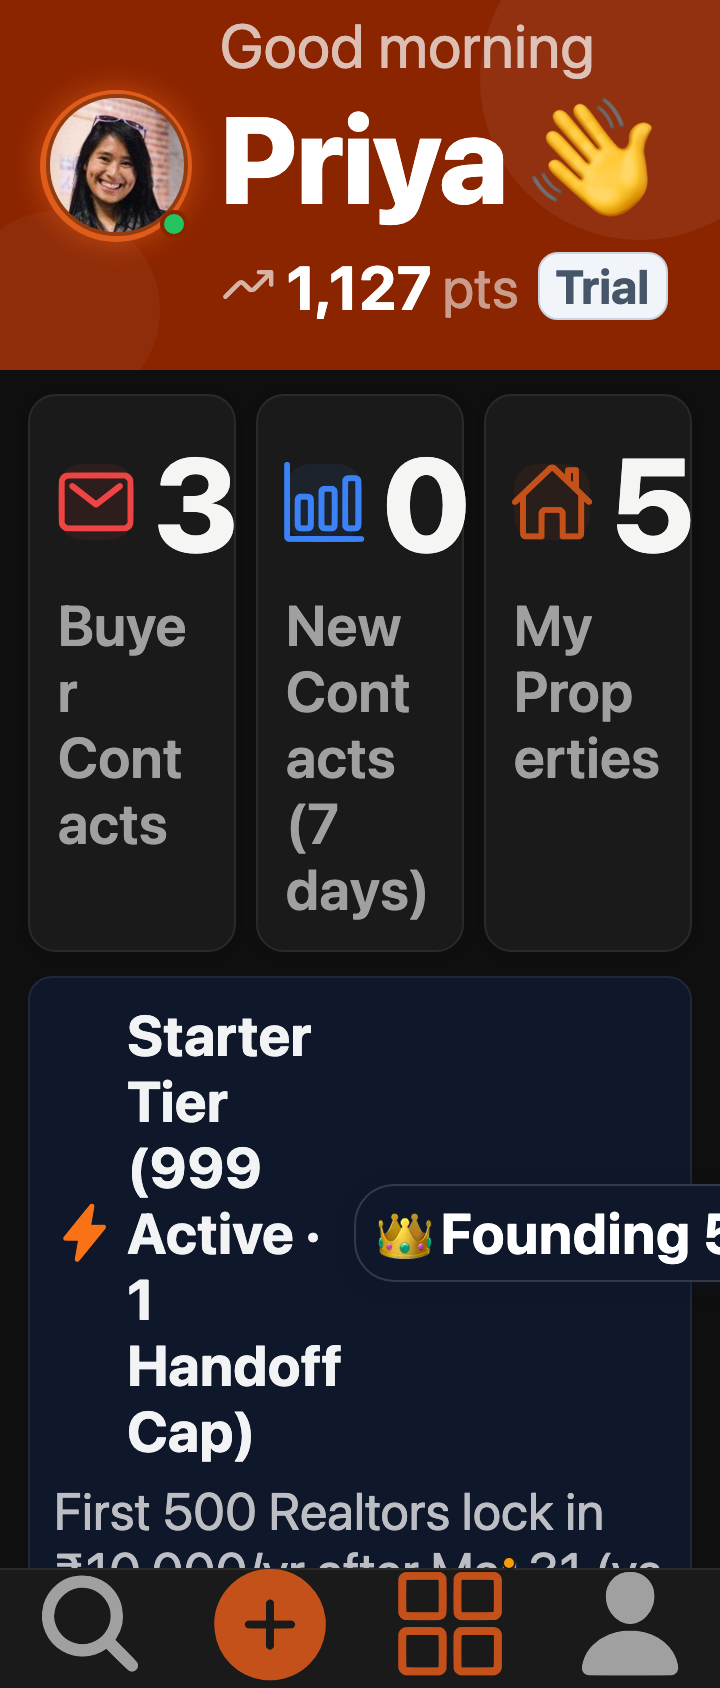 Good morning
Priya 👋
1,127 pts Trial
3
Buye
r
Cont
acts
0
New
Cont
acts
(7
days)
5
My
Prop
erties
Starter
Tier
(999
Active ·
1
Handoff
Cap)
👑 Founding 5
First 500 Realtors lock in